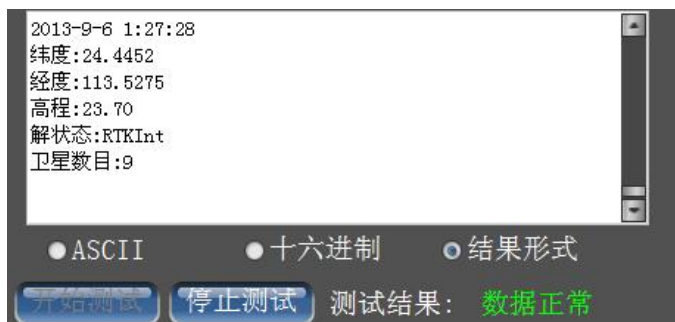 2013-9-6 1:27:28
纬度:24.4452
经度:113.5275
高程:23.70
解状态:RTKInt
卫星数目:9
ASCII 十六进制 结果形式
开始测试 停止测试 测试结果: 数据正常